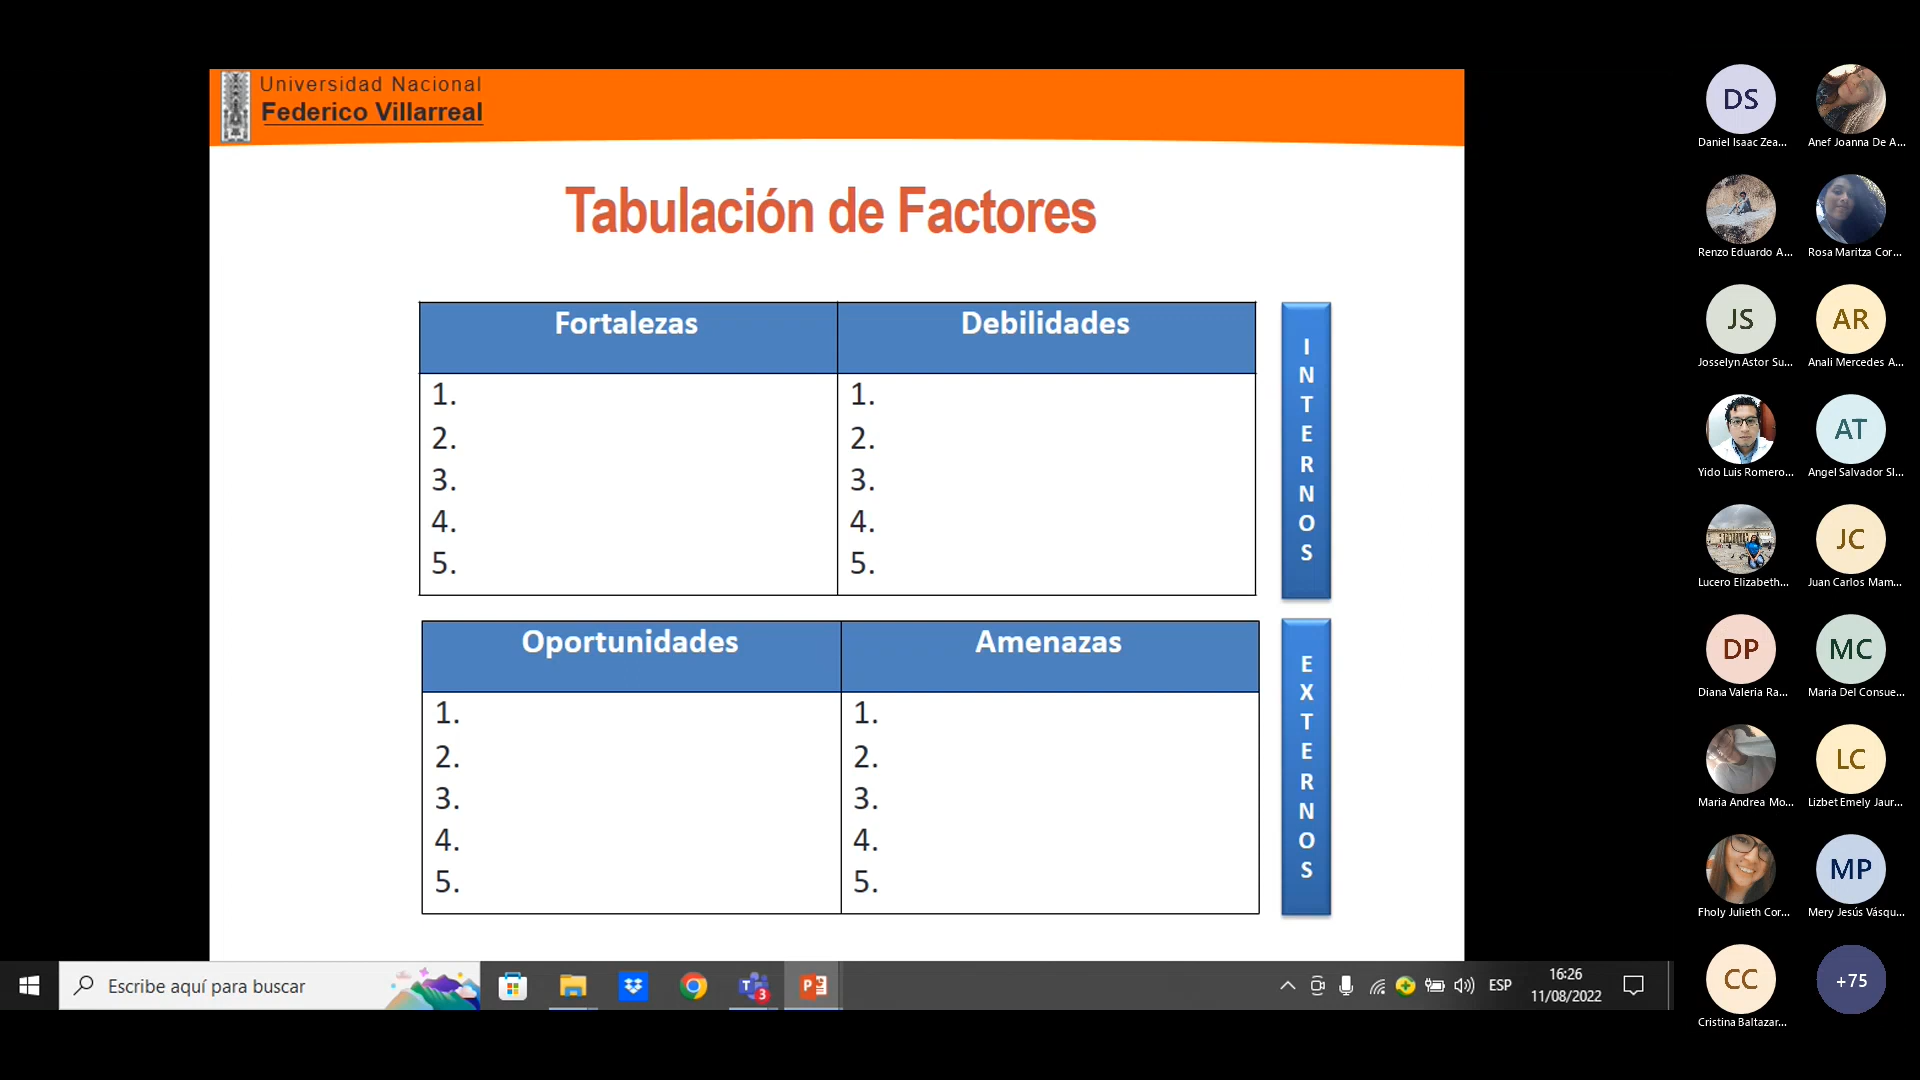 Universidad Nacional
Federico Villarreal
Tabulación de Factores
Fortalezas
Debilidades
1.
2.
3.
4.
5.
1.
2.
3.
4.
5.
INTERNOS
Oportunidades
Amenazas
1.
2.
3.
4.
5.
1.
2.
3.
4.
5.
EXTERNOS
Escribe aquí para buscar
3
ESP
16:26
11/08/2022
DS
Daniel Isaac Zea...
Anef Joanna De A...
Renzo Eduardo A...
Rosa Maritza Cor...
JS
Josselyn Astor Su...
AR
Anali Mercedes A...
Yido Luis Romero...
AT
Angel Salvador Sl...
Lucero Elizabeth...
JC
Juan Carlos Mam...
DP
Diana Valeria Ra...
MC
Maria Del Consue...
Maria Andrea Mo...
LC
Lizbet Emely Jaur...
Fholy Julieth Cor...
MP
Mery Jesús Vásqu...
CC
Cristina Baltazar...
+75